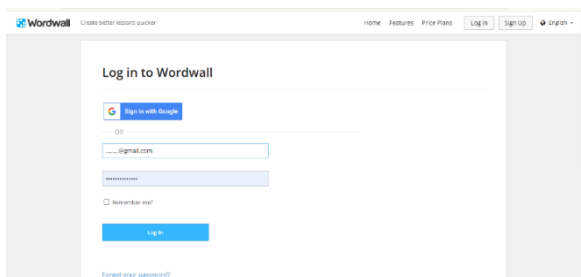 Wordwall Create better lessons quicker Home Features Price Plans Log In Sign Up English
Log in to Wordwall
G Sign in with Google
OR
........@gmail.com
••••••••••••••
Remember me?
Log In
Forgot your password?